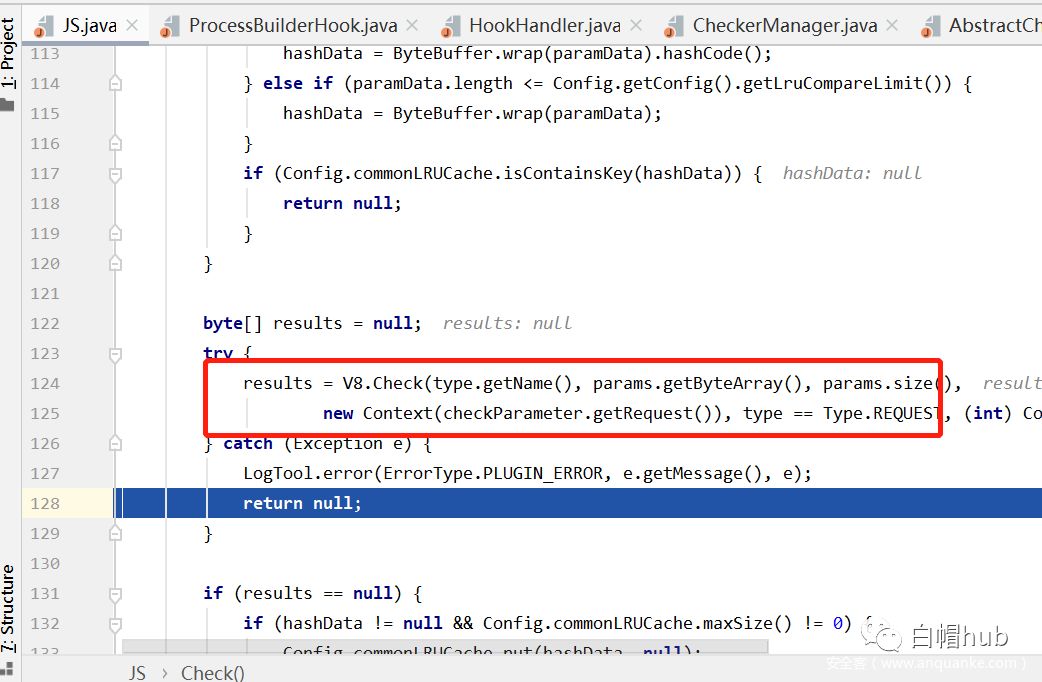 JS.java × ProcessBuilderHook.java × HookHandler.java × CheckerManager.java × AbstractCh
1: Project
113 hashData = ByteBuffer.wrap(paramData).hashCode();
114 } else if (paramData.length <= Config.getConfig().getLruCompareLimit()) {
115 hashData = ByteBuffer.wrap(paramData);
116 }
117 if (Config.commonLRUCache.isContainsKey(hashData)) { hashData: null
118 return null;
119 }
120 }
121
122 byte[] results = null; results: null
123 try {
124 results = V8.Check(type.getName(), params.getByteArray(), params.size(), result
125 new Context(checkParameter.getRequest()), type == Type.REQUEST, (int) Co
126 } catch (Exception e) {
127 LogTool.error(ErrorType.PLUGIN_ERROR, e.getMessage(), e);
128 return null;
129 }
130
131 if (results == null) {
132 if (hashData != null && Config.commonLRUCache.maxSize() != 0) {
133 Config.commonLRUCache.put(hashData, null);
7: Structure
白帽hub
安全客 ( www.anquanke.com )
JS › Check()